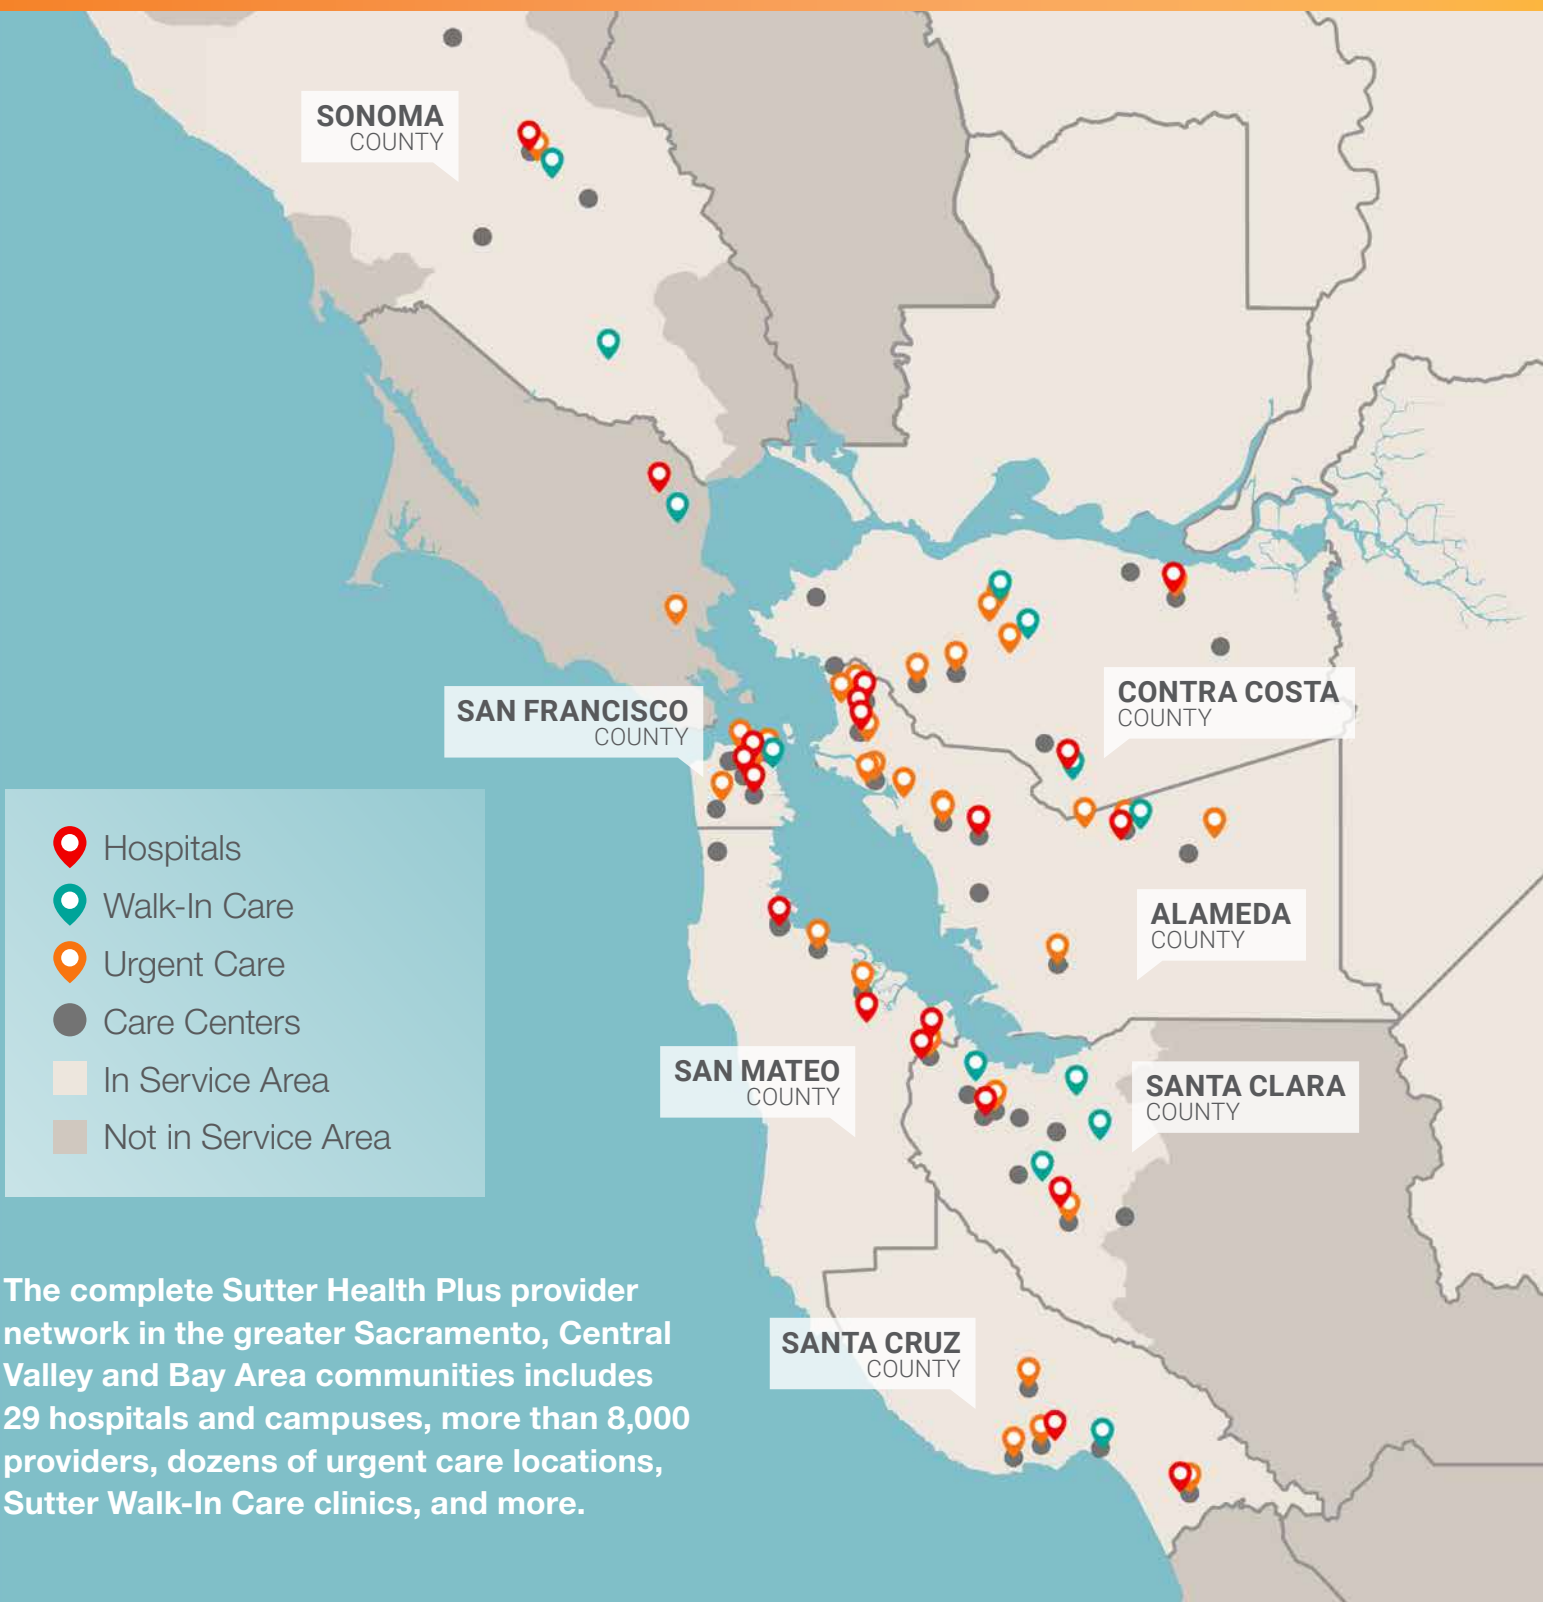 SONOMA
COUNTY
SAN FRANCISCO
COUNTY
CONTRA COSTA
COUNTY
Hospitals
Walk-In Care
Urgent Care
Care Centers
In Service Area
Not in Service Area
ALAMEDA
COUNTY
SAN MATEO
COUNTY
SANTA CLARA
COUNTY
The complete Sutter Health Plus provider
network in the greater Sacramento, Central
Valley and Bay Area communities includes
29 hospitals and campuses, more than 8,000
providers, dozens of urgent care locations,
Sutter Walk-In Care clinics, and more.
SANTA CRUZ
COUNTY